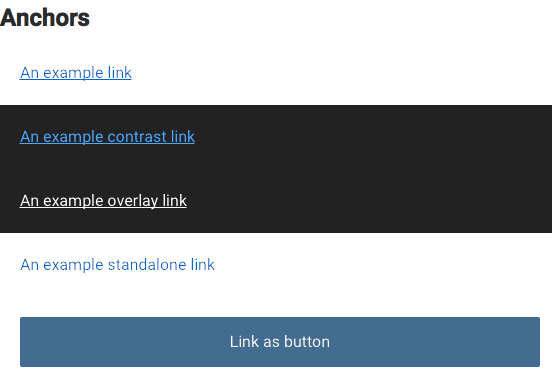 Anchors
An example link
An example contrast link
An example overlay link
An example standalone link
Link as button